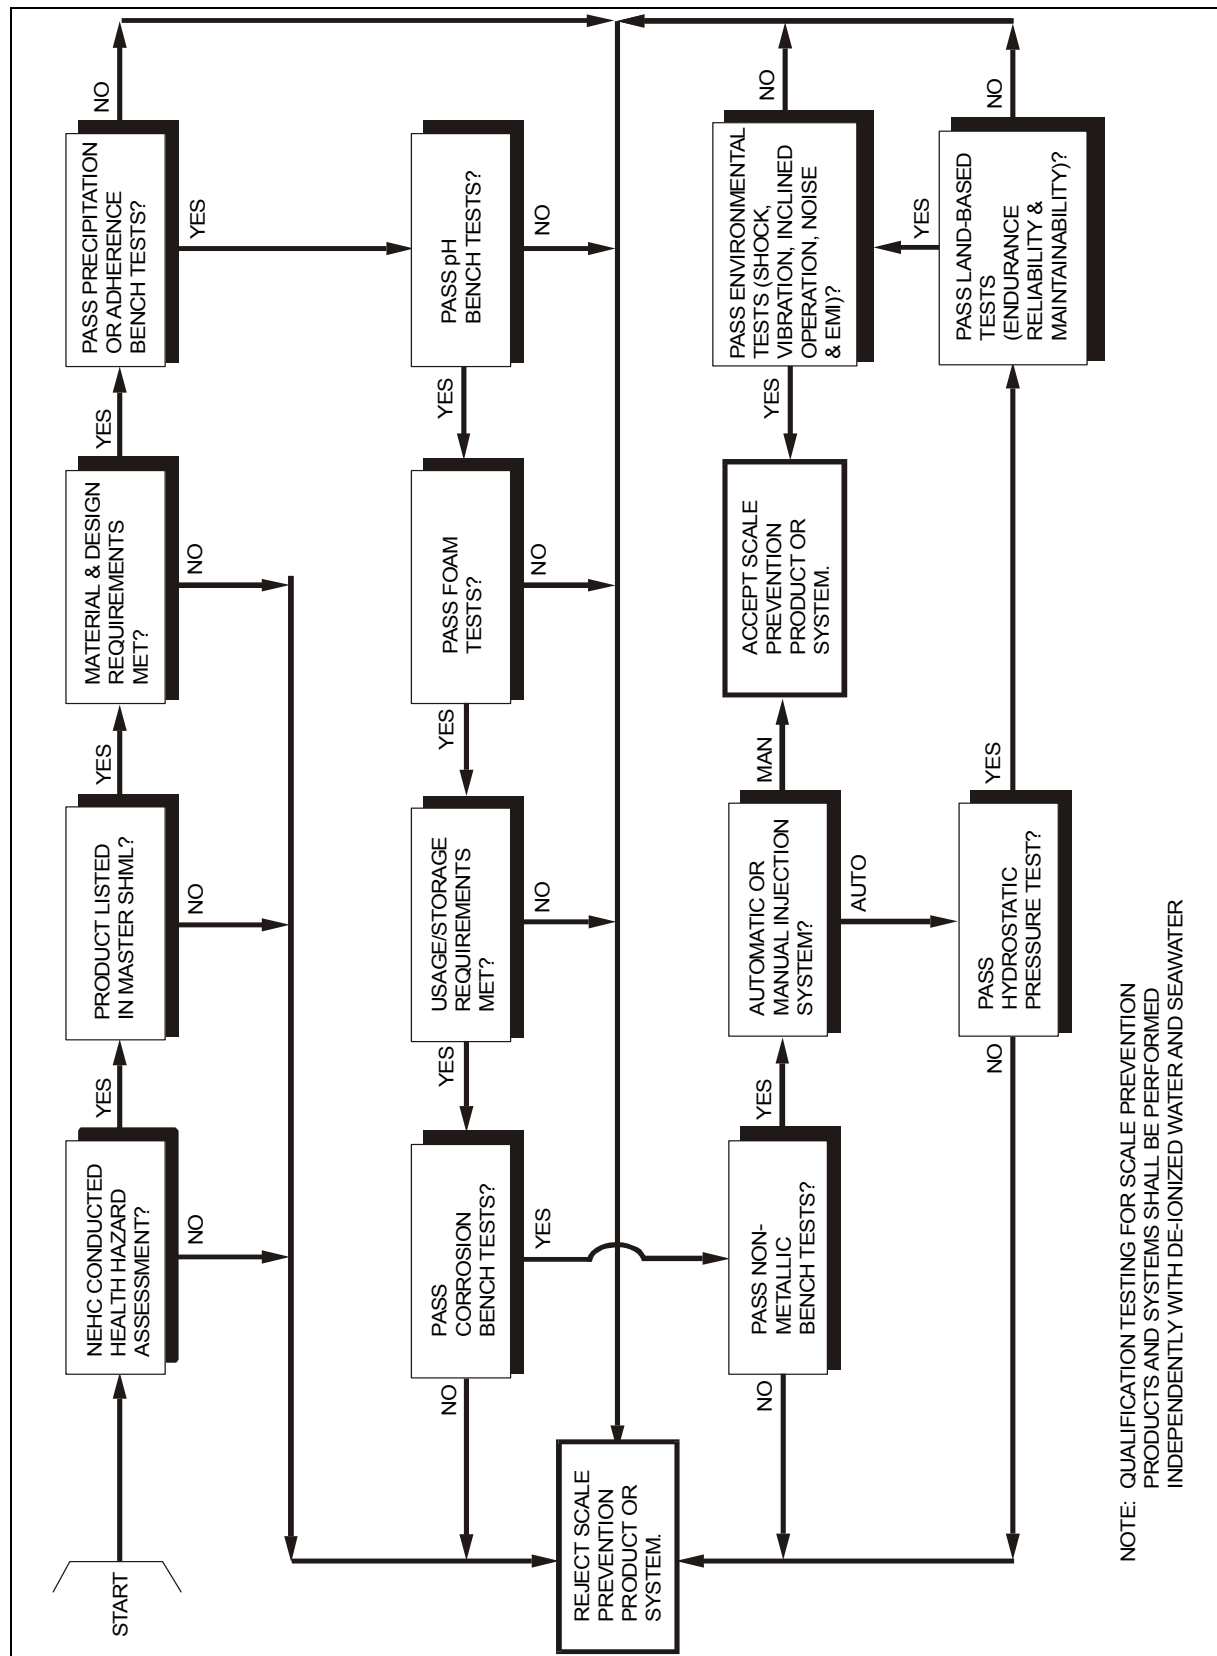 START
NEHC CONDUCTED
HEALTH HAZARD
ASSESSMENT?
YES
NO
PRODUCT LISTED
IN MASTER SHML?
YES
NO
MATERIAL & DESIGN
REQUIREMENTS
MET?
YES
NO
PASS PRECIPITATION
OR ADHERENCE
BENCH TESTS?
NO
YES
PASS pH
BENCH TESTS?
NO
YES
PASS FOAM
TESTS?
NO
YES
USAGE/STORAGE
REQUIREMENTS
MET?
NO
YES
PASS
CORROSION
BENCH TESTS?
NO
YES
REJECT SCALE
PREVENTION
PRODUCT OR
SYSTEM.
PASS NON-
METALLIC
BENCH TESTS?
NO
YES
AUTOMATIC OR
MANUAL INJECTION
SYSTEM?
MAN
AUTO
ACCEPT SCALE
PREVENTION
PRODUCT OR
SYSTEM.
YES
PASS ENVIRONMENTAL
TESTS (SHOCK,
VIBRATION, INCLINED
OPERATION, NOISE
& EMI)?
NO
PASS
HYDROSTATIC
PRESSURE TEST?
NO
YES
PASS LAND-BASED
TESTS
(ENDURANCE
RELIABILITY &
MAINTAINABILITY)?
YES
NO
NOTE: QUALIFICATION TESTING FOR SCALE PREVENTION
PRODUCTS AND SYSTEMS SHALL BE PERFORMED
INDEPENDENTLY WITH DE-IONIZED WATER AND SEAWATER